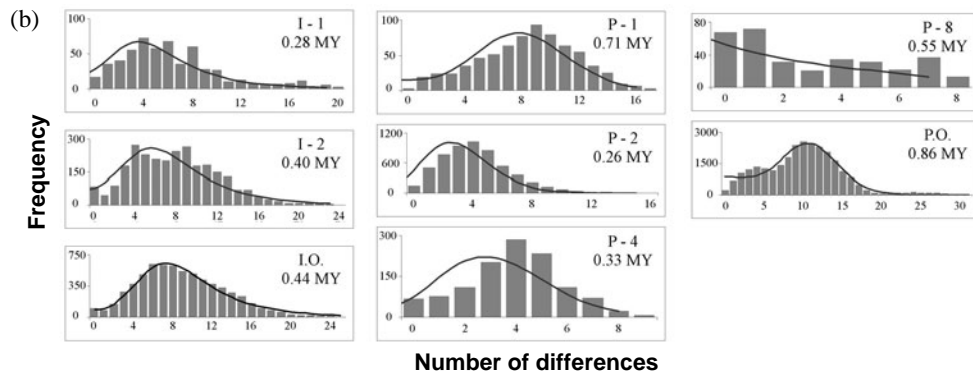 (b)
Frequency
I - 1
0.28 MY
100
50
0
0 4 8 12 16 20
I - 2
0.40 MY
300
150
0
0 4 8 12 16 20 24
I.O.
0.44 MY
750
350
0
0 4 8 12 16 20 24
P - 1
0.71 MY
100
50
0
0 4 8 12 16
P - 2
0.26 MY
1200
600
0
0 4 8 12 16
P - 4
0.33 MY
300
150
0
0 2 4 6 8
P - 8
0.55 MY
80
40
0
0 2 4 6 8
P.O.
0.86 MY
3000
1500
0
0 5 10 15 20 25 30
Number of differences